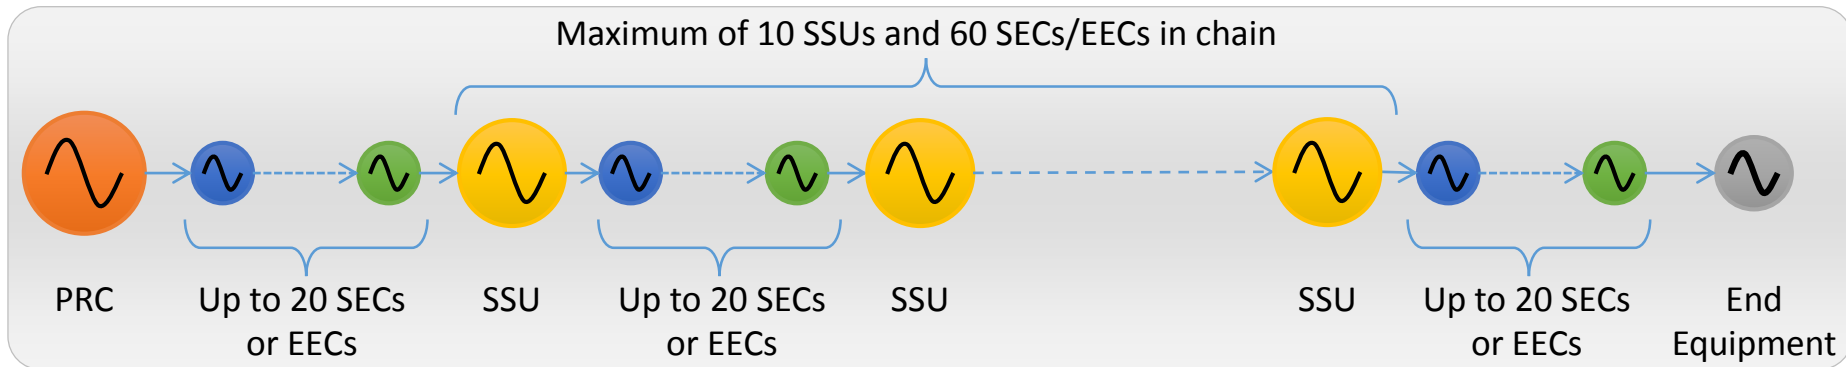 Maximum of 10 SSUs and 60 SECs/EECs in chain
PRC
Up to 20 SECs
or EECs
SSU
Up to 20 SECs
or EECs
SSU
SSU
Up to 20 SECs
or EECs
End
Equipment